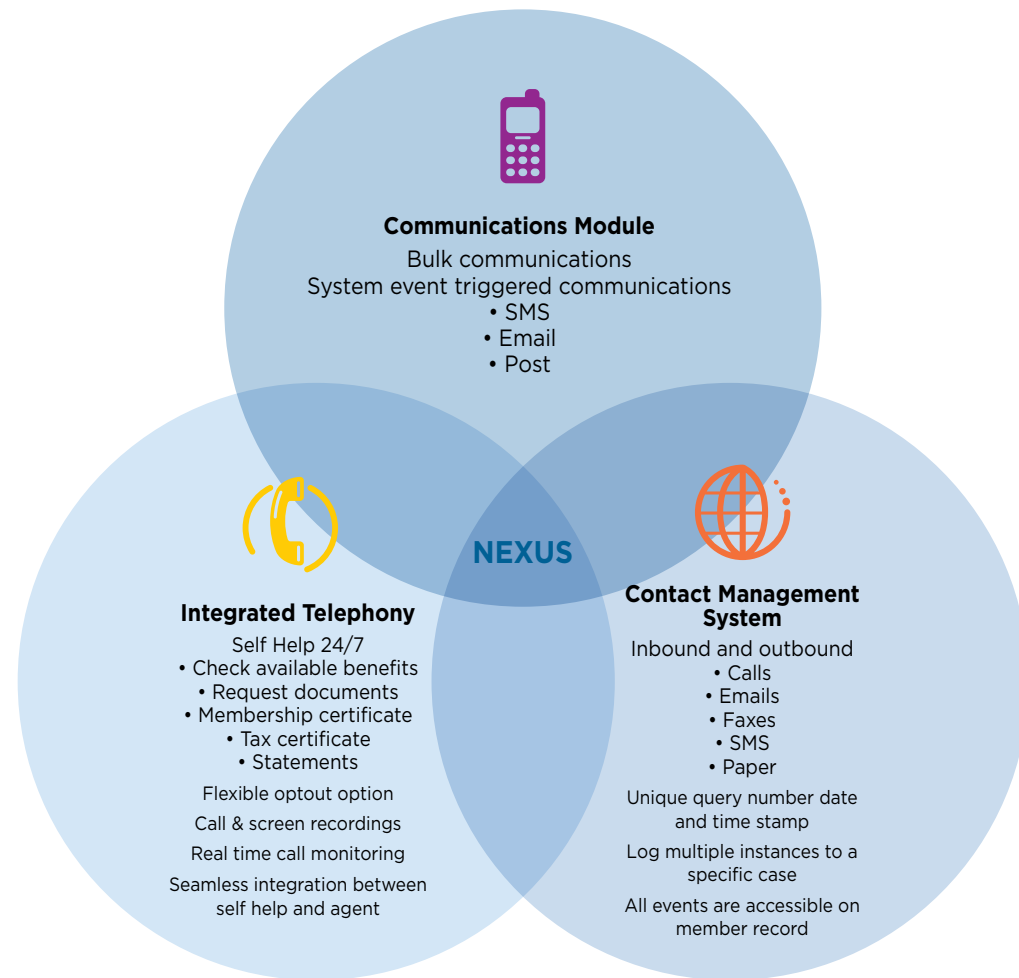 Communications Module
Bulk communications
System event triggered communications
• SMS
• Email
• Post
NEXUS
Integrated Telephony
Self Help 24/7
• Check available benefits
• Request documents
• Membership certificate
• Tax certificate
• Statements
Flexible optout option
Call & screen recordings
Real time call monitoring
Seamless integration between
self help and agent
Contact Management
System
Inbound and outbound
• Calls
• Emails
• Faxes
• SMS
• Paper
Unique query number date
and time stamp
Log multiple instances to a
specific case
All events are accessible on
member record